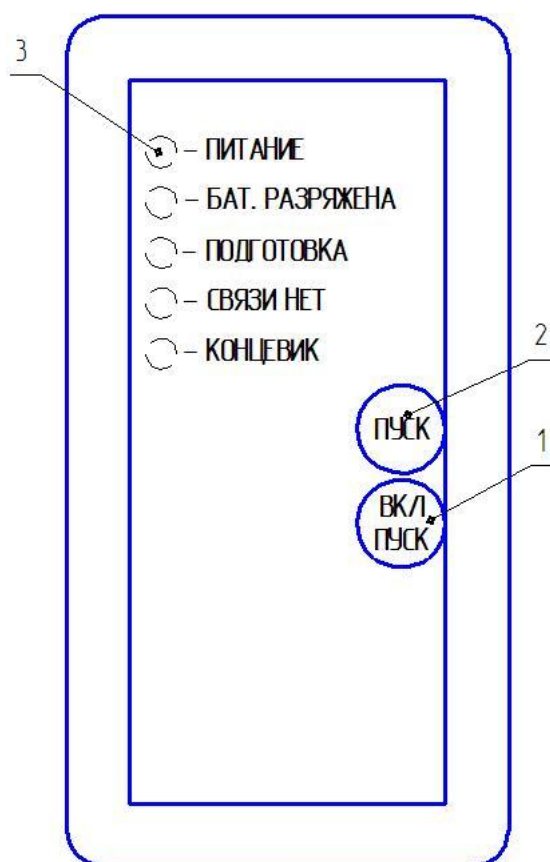 3
– ПИТАНИЕ
– БАТ. РАЗРЯЖЕНА
– ПОДГОТОВКА
– СВЯЗИ НЕТ
– КОНЦЕВИК
2
ПУСК
1
ВКЛ
ПУСК